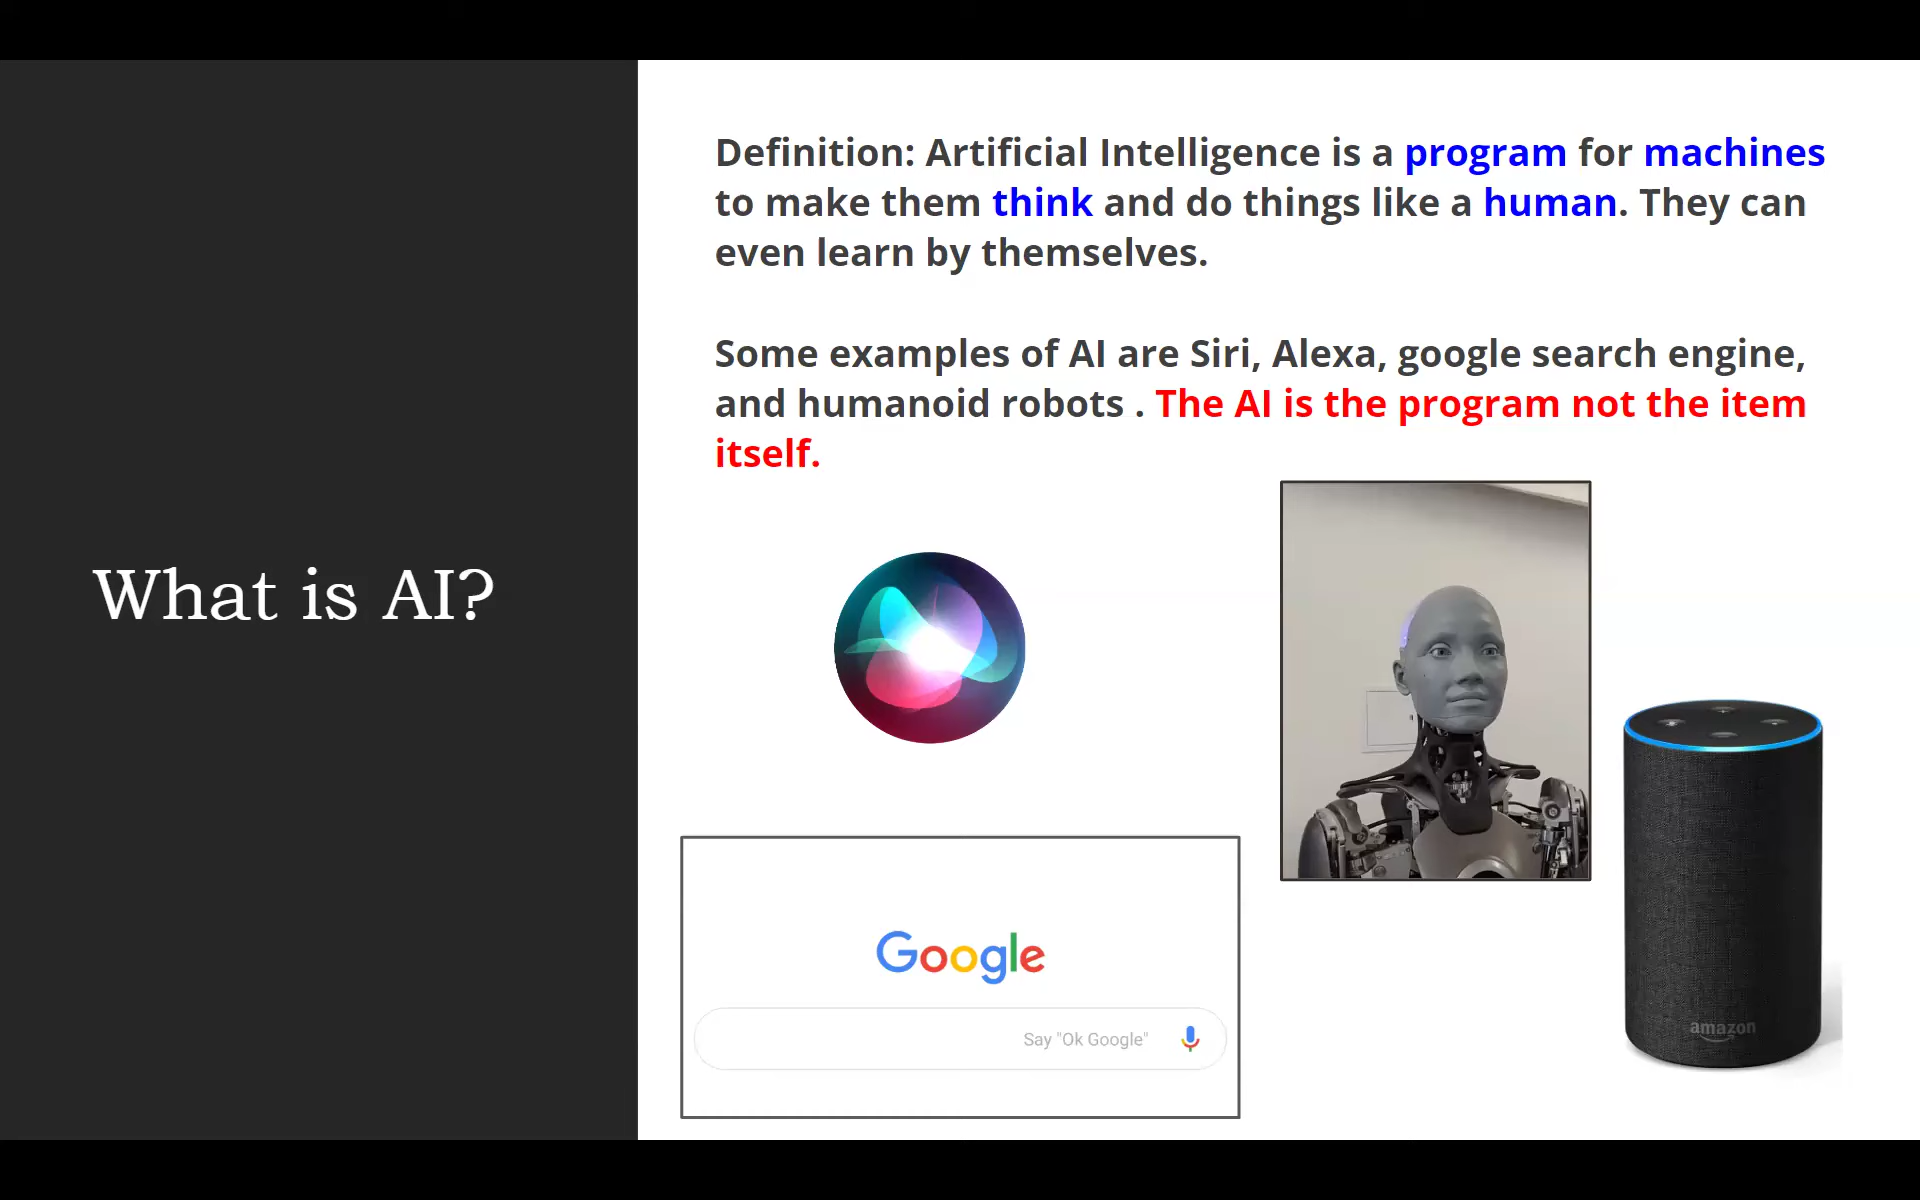 What is AI?
Definition: Artificial Intelligence is a program for machines
to make them think and do things like a human. They can
even learn by themselves.
Some examples of AI are Siri, Alexa, google search engine,
and humanoid robots . The AI is the program not the item
itself.
Google
Say "Ok Google"
amazon